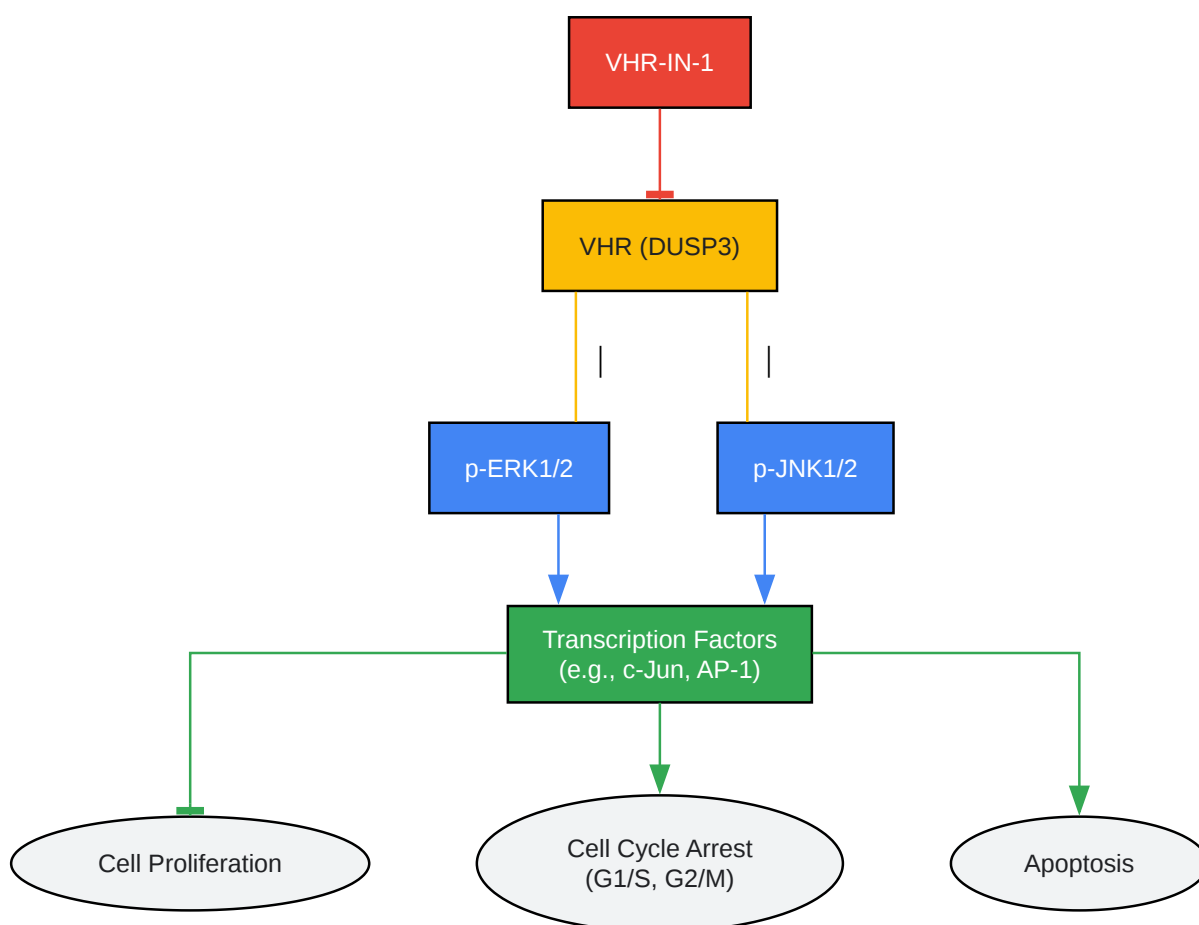 VHR-IN-1
VHR (DUSP3)
| |
p-ERK1/2
p-JNK1/2
Transcription Factors
(e.g., c-Jun, AP-1)
Cell Proliferation
Cell Cycle Arrest
(G1/S, G2/M)
Apoptosis